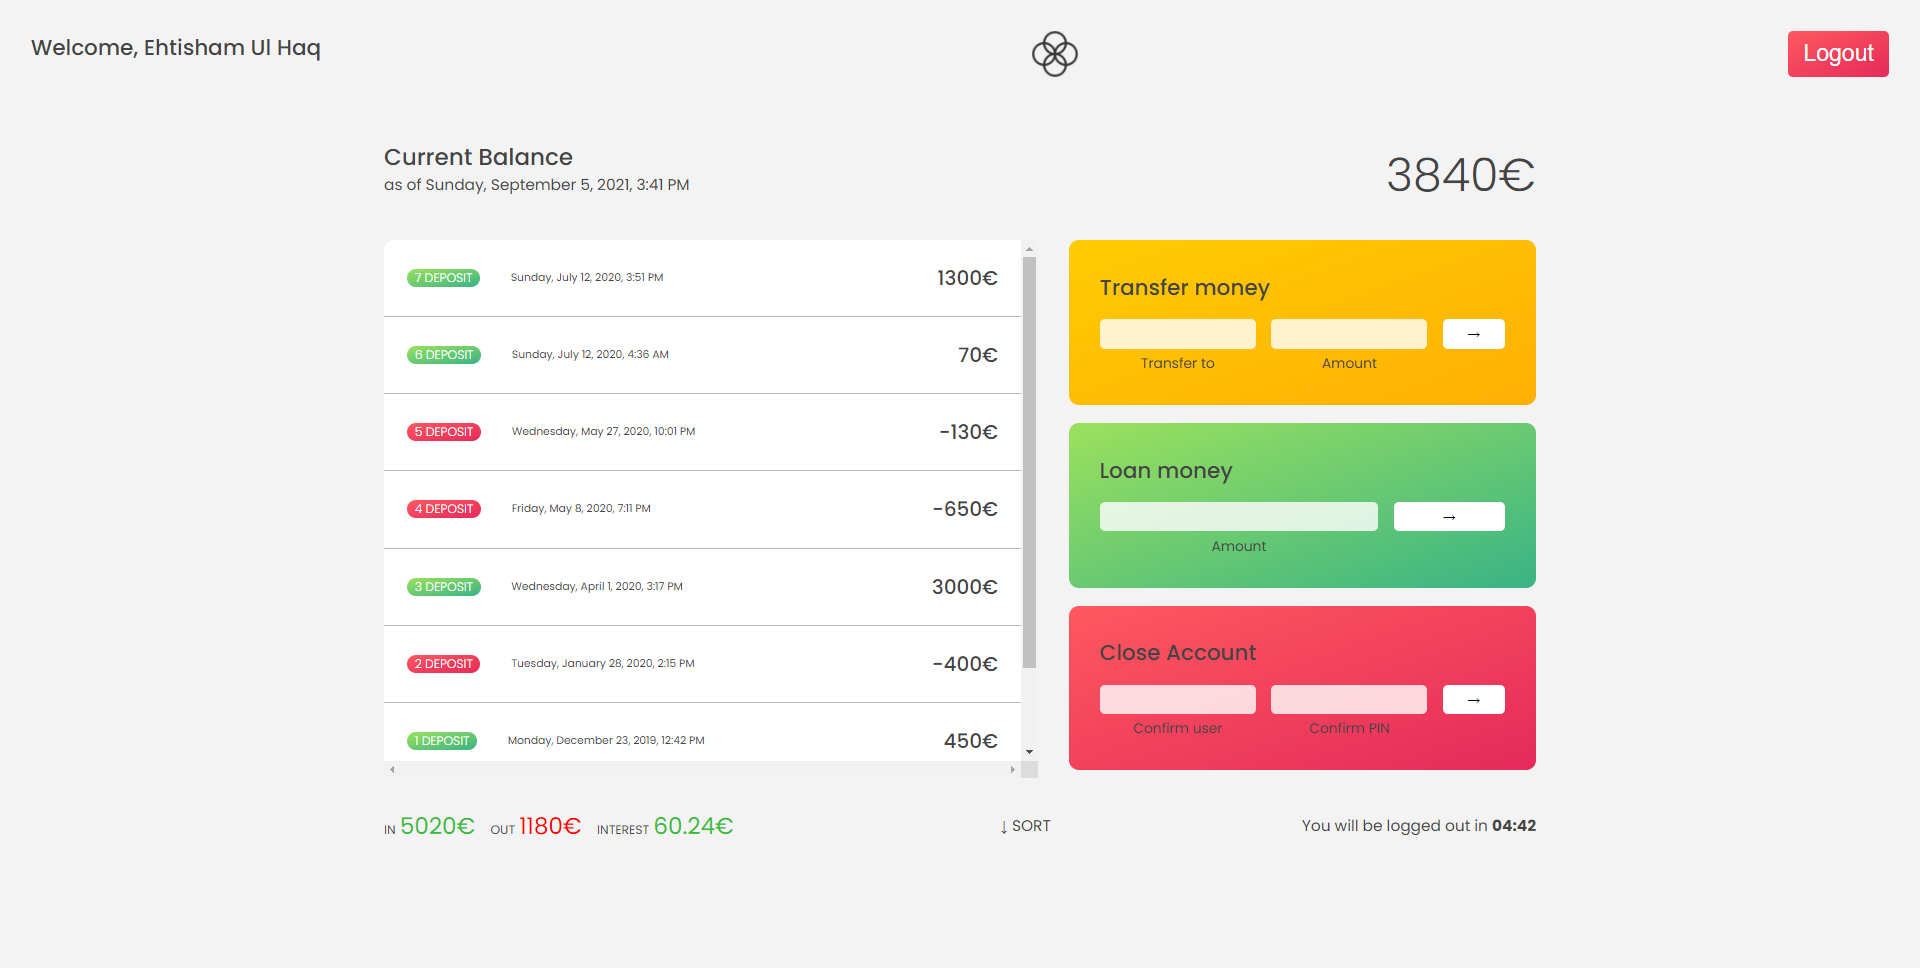 Welcome, Ehtisham Ul Haq
Logout
Current Balance
as of Sunday, September 5, 2021, 3:41 PM
3840€
7 DEPOSIT Sunday, July 12, 2020, 3:51 PM 1300€
6 DEPOSIT Sunday, July 12, 2020, 4:36 AM 70€
5 DEPOSIT Wednesday, May 27, 2020, 10:01 PM -130€
4 DEPOSIT Friday, May 8, 2020, 7:11 PM -650€
3 DEPOSIT Wednesday, April 1, 2020, 3:17 PM 3000€
2 DEPOSIT Tuesday, January 28, 2020, 2:15 PM -400€
1 DEPOSIT Monday, December 23, 2019, 12:42 PM 450€
Transfer money
→
Transfer to Amount
Loan money
→
Amount
Close Account
→
Confirm user Confirm PIN
IN 5020€ OUT 1180€ INTEREST 60.24€
↓ SORT
You will be logged out in 04:42